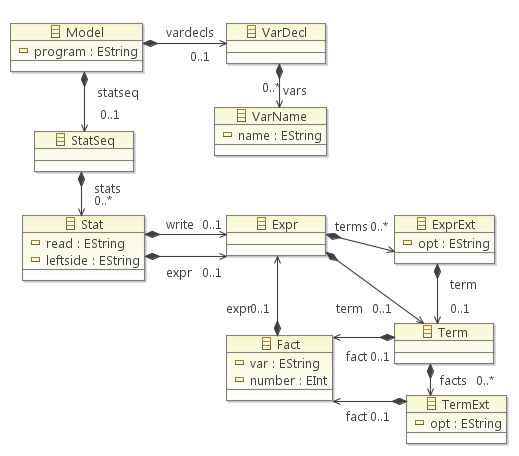 Model
program : EString
vardecls
0..1
VarDecl
0..*
vars
VarName
name : EString
statseq
0..1
StatSeq
stats
0..*
Stat
read : EString
leftside : EString
write 0..1
expr 0..1
Expr
terms 0..*
ExprExt
opt : EString
term
0..1
term 0..1
expr 0..1
Fact
var : EString
number : EInt
fact 0..1
Term
facts 0..*
fact 0..1
TermExt
opt : EString